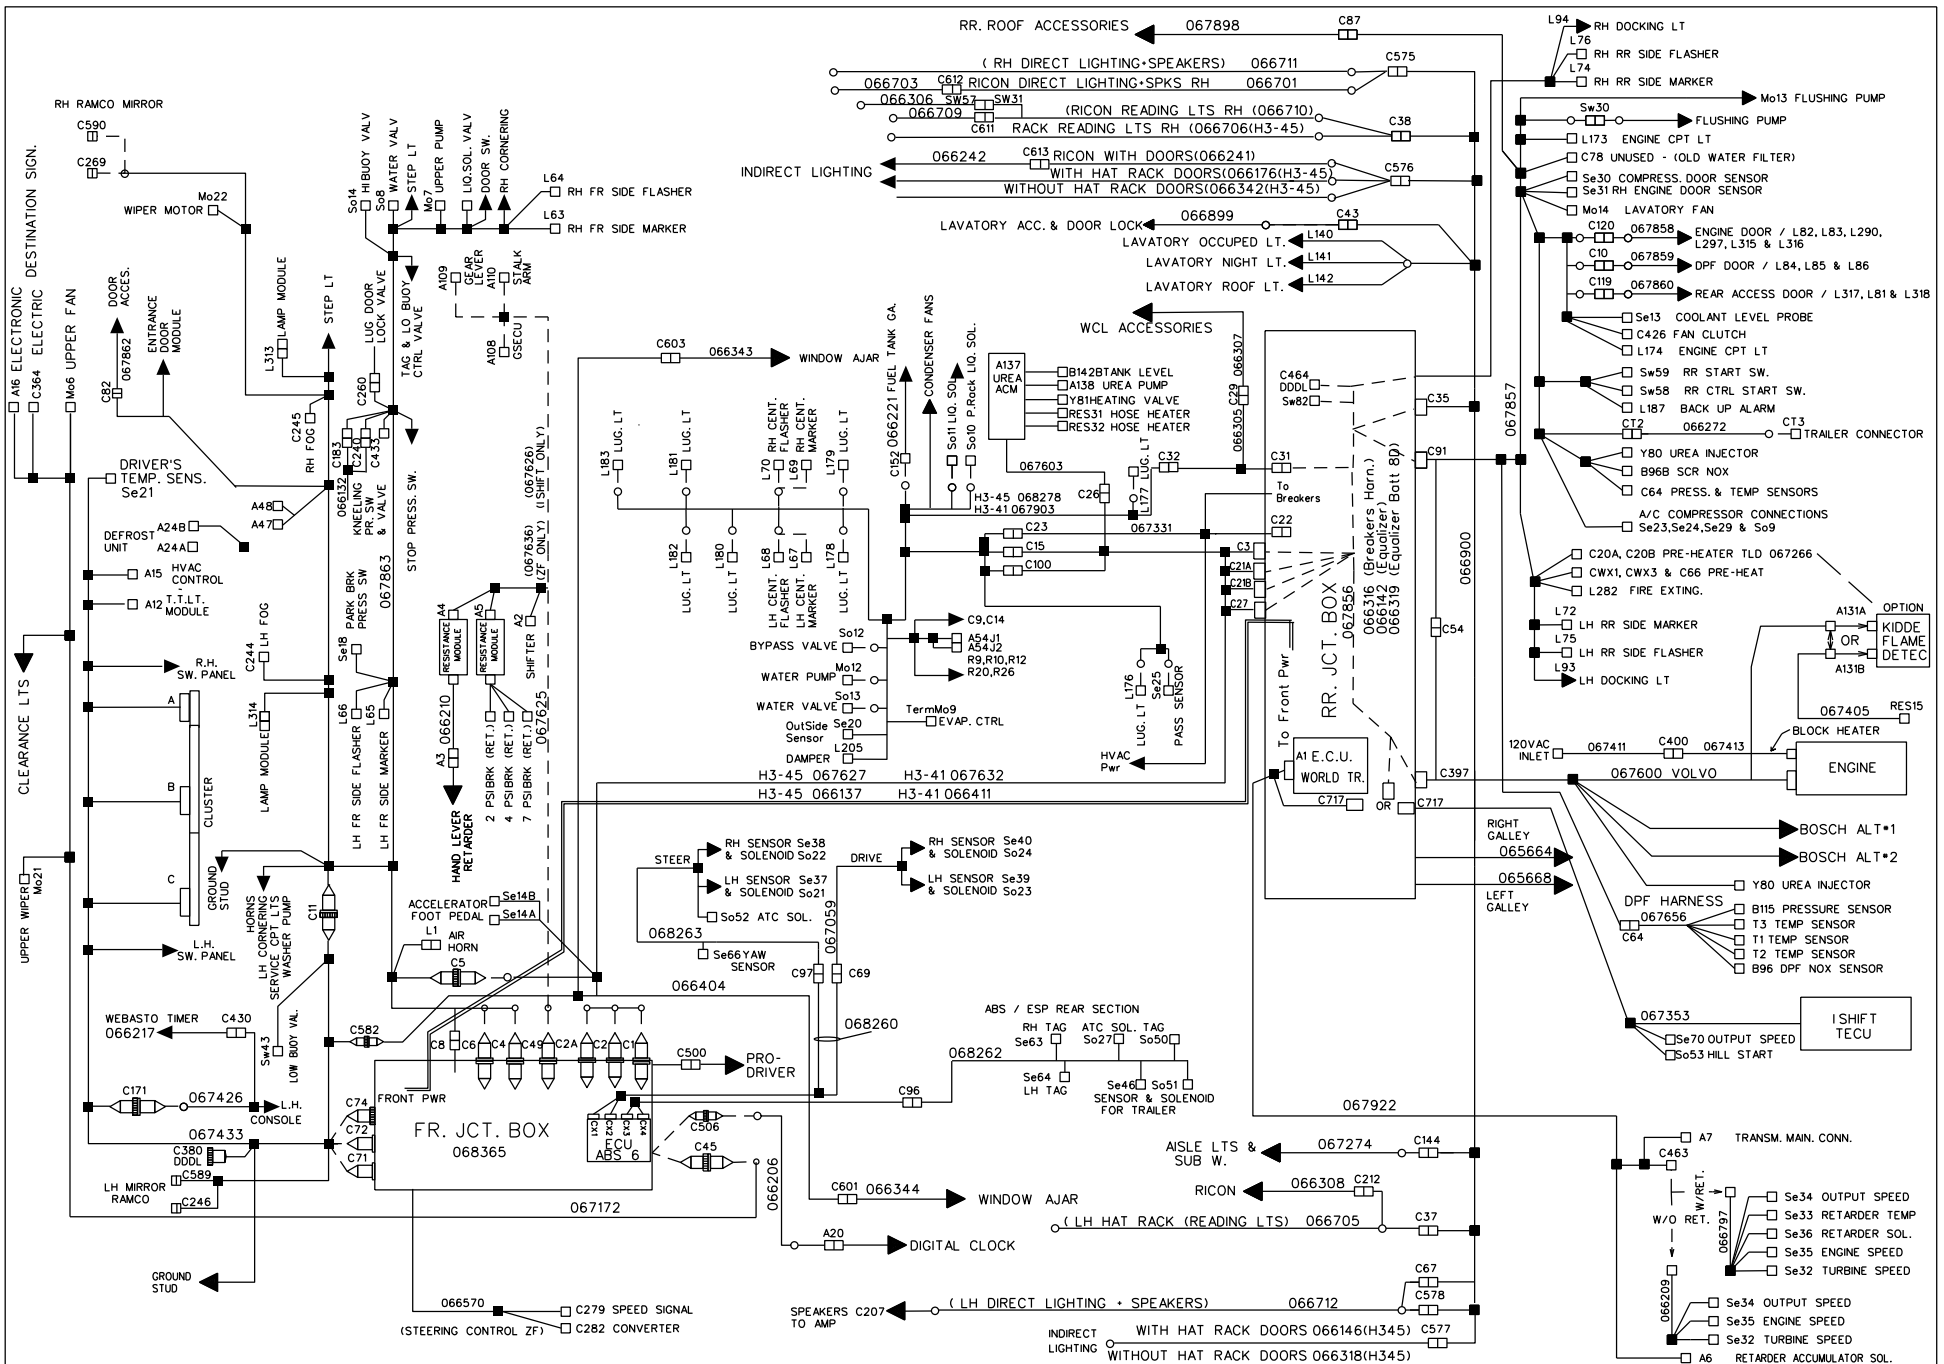 RR. ROOF ACCESSORIES
067898
C87
( RH DIRECT LIGHTING+SPEAKERS) 066711
C575
066703
C612
RICON DIRECT LIGHTING+SPKS RH 066701
066306
SW57
SW31
066709
C611
(RICON READING LTS RH (066710)
RACK READING LTS RH (066706(H3-45)
C38
INDIRECT LIGHTING
066242
C613
RICON WITH DOORS(066241)
WITH HAT RACK DOORS(066176(H3-45)
WITHOUT HAT RACK DOORS(066342(H3-45)
C576
LAVATORY ACC. & DOOR LOCK
066899
C43
LAVATORY OCCUPED LT.
L140
LAVATORY NIGHT LT.
L141
LAVATORY ROOF LT.
L142
WCL ACCESSORIES
L94
RH DOCKING LT
L76
RH RR SIDE FLASHER
L74
RH RR SIDE MARKER
Mo13 FLUSHING PUMP
Sw30
FLUSHING PUMP
L173 ENGINE CPT LT
C78 UNUSED - (OLD WATER FILTER)
Se30 COMPRESS. DOOR SENSOR
Se31 RH ENGINE DOOR SENSOR
Mo14 LAVATORY FAN
C120
067858
ENGINE DOOR / L82, L83, L290,
L297, L315 & L316
C10
067859
DPF DOOR / L84, L85 & L86
C119
067860
REAR ACCESS DOOR / L317, L81 & L318
Se13 COOLANT LEVEL PROBE
C426 FAN CLUTCH
L174 ENGINE CPT LT
Sw59 RR START SW.
Sw58 RR CTRL START SW.
L187 BACK UP ALARM
CT2
066272
CT3
TRAILER CONNECTOR
Y80 UREA INJECTOR
B96B SCR NOX
C64 PRESS. & TEMP SENSORS
A/C COMPRESSOR CONNECTIONS
Se23,Se24,Se29 & So9
C20A, C20B PRE-HEATER TLD 067266
CWX1, CWX3 & C66 PRE-HEAT
L282 FIRE EXTING.
L72
LH RR SIDE MARKER
L75
LH RR SIDE FLASHER
L93
LH DOCKING LT
067857
066900
A131A
OR
A131B
OPTION
KIDDE
FLAME
DETEC
067405
RES15
120VAC
INLET
067411
C400
067413
BLOCK HEATER
067600 VOLVO
ENGINE
BOSCH ALT*1
BOSCH ALT*2
Y80 UREA INJECTOR
DPF HARNESS
067656
C64
B115 PRESSURE SENSOR
T3 TEMP SENSOR
T1 TEMP SENSOR
T2 TEMP SENSOR
B96 DPF NOX SENSOR
067353
Se70 OUTPUT SPEED
So53 HILL START
I SHIFT
TECU
067922
A7 TRANSM. MAIN. CONN.
C463
W/RET.
W/O RET.
066797
Se34 OUTPUT SPEED
Se33 RETARDER TEMP
Se36 RETARDER SOL.
Se35 ENGINE SPEED
Se32 TURBINE SPEED
066209
Se34 OUTPUT SPEED
Se35 ENGINE SPEED
Se32 TURBINE SPEED
A6 RETARDER ACCUMULATOR SOL.
RH RAMCO MIRROR
C590
C269
Mo22
WIPER MOTOR
A16 ELECTRONIC DESTINATION SIGN.
C364 ELECTRIC
Mo6 UPPER FAN
C82
067862
DOOR
ACCES.
ENTRANCE
DOOR
MODULE
DRIVER'S
TEMP. SENS.
Se21
A48
A47
A24B
DEFROST
UNIT
A24A
A15 HVAC
CONTROL
A12 T.T.LT.
MODULE
CLEARANCE LTS
R.H.
SW. PANEL
A
B
C
CLUSTER
L.H.
SW. PANEL
UPPER WIPER
Mo21
GROUND
STUD
HORNS
LH CORNERING
SERVICE CPT LTS
WASHER PUMP
C11
WEBASTO TIMER
066217
C430
Sw43
LOW BUOY VAL.
C582
C171
067426
L.H.
CONSOLE
067433
C380
DDDL
C589
LH MIRROR
RAMCO
C246
GROUND
STUD
L313
LAMP MODULE
STEP LT
C245
RH FOG
C244
LH FOG
L314
LAMP MODULE
So14
HIBUOY VALV
So8
WATER VALV
STEP LT
Mo7
UPPER PUMP
LIQ.SOL. VALV
DOOR SW.
RH CORNERING
L64
RH FR SIDE FLASHER
L63
RH FR SIDE MARKER
LUG DOOR
LOCK VALVE
C260
TAG & LO BUOY
CTRL VALVE
C183
C240
C433
066132
KNEELING
PR. SW
& VALVE
STOP PRESS. SW.
067863
Se18
PARK BRK
PRESS SW
L66
LH FR SIDE FLASHER
L65
LH FR SIDE MARKER
A109
GEAR
LEVER
A110
STALK
ARM
A108
GSECU
(067626)
(ISHIFT ONLY)
(067636)
(ZF ONLY)
A4
RESISTANCE
MODULE
A5
RESISTANCE
MODULE
A2
SHIFTER
066210
A3
HAND LEVER
RETARDER
2 PSIBRK (RET.)
4 PSIBRK (RET.)
7 PSIBRK (RET.)
067625
C603
066343
WINDOW AJAR
L183
LUG. LT
L181
LUG. LT
L70
RH CENT.
FLASHER
L69
RH CENT.
MARKER
L179
LUG. LT
L182
LUG. LT
L180
LUG. LT
L68
LH CENT.
FLASHER
L67
LH CENT.
MARKER
L178
LUG. LT
C152
066221
FUEL TANK GA.
CONDENSER FANS
So11 LIQ. SOL
So10 P.Rack LIQ. SOL.
A137
UREA
ACM
B142BTANK LEVEL
A138 UREA PUMP
Y81HEATING VALVE
RES31 HOSE HEATER
RES32 HOSE HEATER
067603
C26
H3-45 068278
H3-41 067903
L177
LUG. LT
C32
066305
C29
066307
C23
067331
C15
C100
C31
To
Breakers
C22
C3
C21A
C21B
C27
C464
DDDL
Sw82
C35
C91
C54
RR. JCT. BOX
067856
066316 (Breakers Harn.)
066142 (Equalizer)
066319 (Equalizer Batt 8D)
To Front Pwr
A1 E.C.U.
WORLD TR.
C717
OR
C717
C397
So12
BYPASS VALVE
Mo12
WATER PUMP
So13
WATER VALVE
OutSide
Sensor
Se20
L205
DAMPER
C9,C14
A54J1
A54J2
R9,R10,R12
R20,R26
TermMo9
EVAP. CTRL
L176
LUG. LT
Se25
PASS SENSOR
HVAC
Pwr
H3-45 067627 H3-41 067632
H3-45 066137 H3-41 066411
RIGHT
GALLEY
065664
065668
LEFT
GALLEY
ACCELERATOR
FOOT PEDAL
Se14B
Se14A
L1
AIR
HORN
C5
STEER
RH SENSOR Se38
& SOLENOID So22
LH SENSOR Se37
& SOLENOID So21
So52 ATC SOL.
068263
Se66YAW
SENSOR
C97
C69
067059
DRIVE
RH SENSOR Se40
& SOLENOID So24
LH SENSOR Se39
& SOLENOID So23
066404
068260
ABS / ESP REAR SECTION
RH TAG
Se63
ATC SOL. TAG
So27
So50
068262
Se64
LH TAG
Se46
So51
SENSOR & SOLENOID
FOR TRAILER
C96
C8
C6
C4
C49
C2A
C2
C1
C500
PRO-
DRIVER
FRONT PWR
C74
C72
C71
FR. JCT. BOX
068365
CX1
CX2
CX3
CX4
ECU
ABS 6
C506
C45
066206
067172
C601
066344
WINDOW AJAR
A20
DIGITAL CLOCK
066570
(STEERING CONTROL ZF)
C279 SPEED SIGNAL
C282 CONVERTER
AISLE LTS &
SUB W.
067274
C144
RICON
066308
C212
( LH HAT RACK (READING LTS) 066705
C37
C67
SPEAKERS C207
TO AMP
( LH DIRECT LIGHTING + SPEAKERS) 066712
C578
INDIRECT
LIGHTING
WITH HAT RACK DOORS 066146(H345)
WITHOUT HAT RACK DOORS 066318(H345)
C577